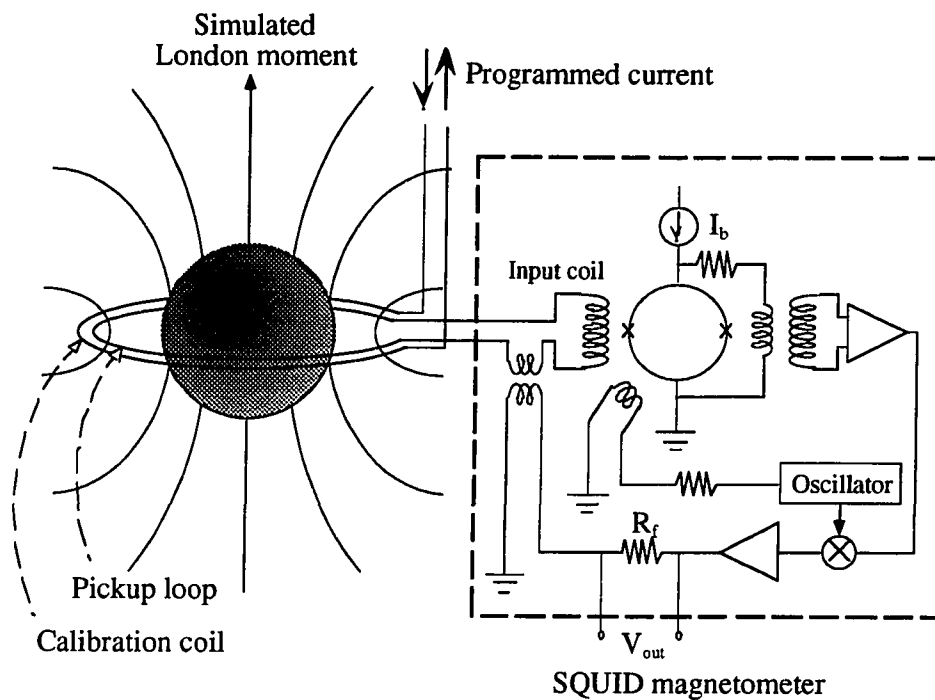 Simulated
London moment
Programmed current
I_b
Input coil
Oscillator
R_f
Pickup loop
Calibration coil
V_out
SQUID magnetometer